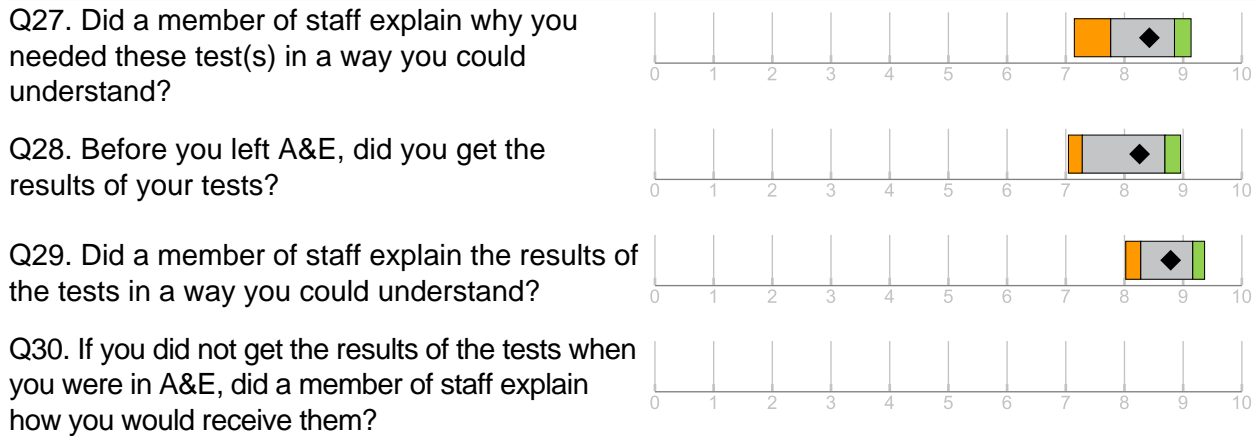 Q27. Did a member of staff explain why you
needed these test(s) in a way you could
understand?
0 1 2 3 4 5 6 7 8 9 10
Q28. Before you left A&E, did you get the
results of your tests?
0 1 2 3 4 5 6 7 8 9 10
Q29. Did a member of staff explain the results of
the tests in a way you could understand?
0 1 2 3 4 5 6 7 8 9 10
Q30. If you did not get the results of the tests when
you were in A&E, did a member of staff explain
how you would receive them?
0 1 2 3 4 5 6 7 8 9 10